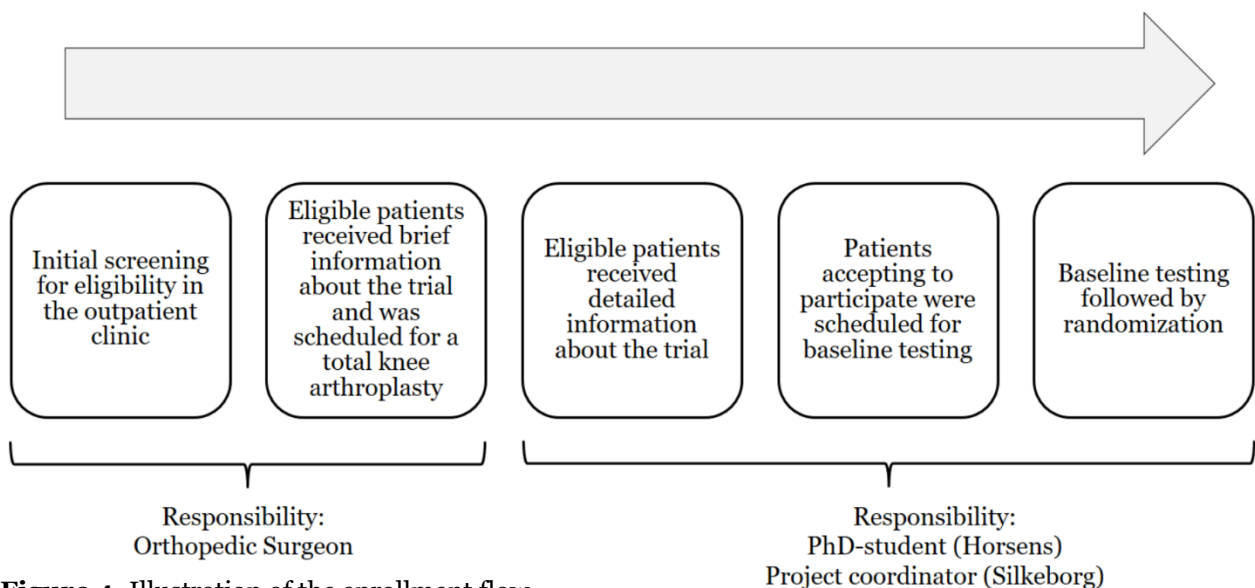 Initial screening
for eligibility in
the outpatient
clinic
Eligible patients
received brief
information
about the trial
and was
scheduled for a
total knee
arthroplasty
Eligible patients
received
detailed
information
about the trial
Patients
accepting to
participate were
scheduled for
baseline testing
Baseline testing
followed by
randomization
Responsibility:
Orthopedic Surgeon
Responsibility:
PhD-student (Horsens)
Project coordinator (Silkeborg)
Illustration of the enrollment flow